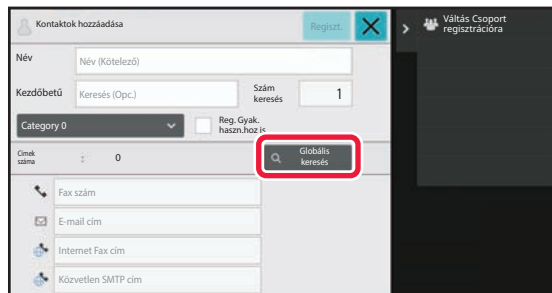 Kontaktok hozzáadása
Regiszt.
Váltás Csoport
regisztrációra
Név
Név (Kötelező)
Kezdőbetű
Keresés (Opc.)
Szám
keresés
1
Category 0
Reg. Gyak.
haszn.hoz is
Címek
száma
:
0
Globális
keresés
Fax szám
E-mail cím
Internet Fax cím
Közvetlen SMTP cím